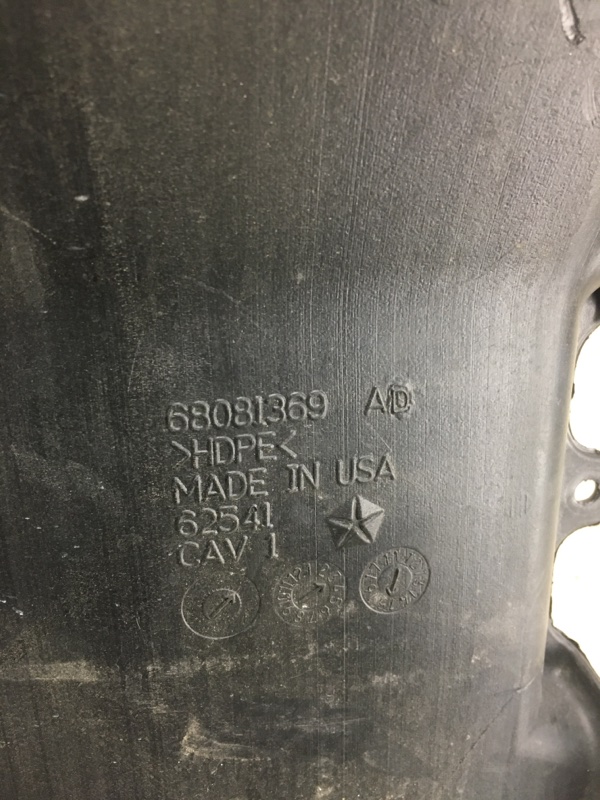 68081369 AD
>HDPE<
MADE IN USA
62541
CAV 1